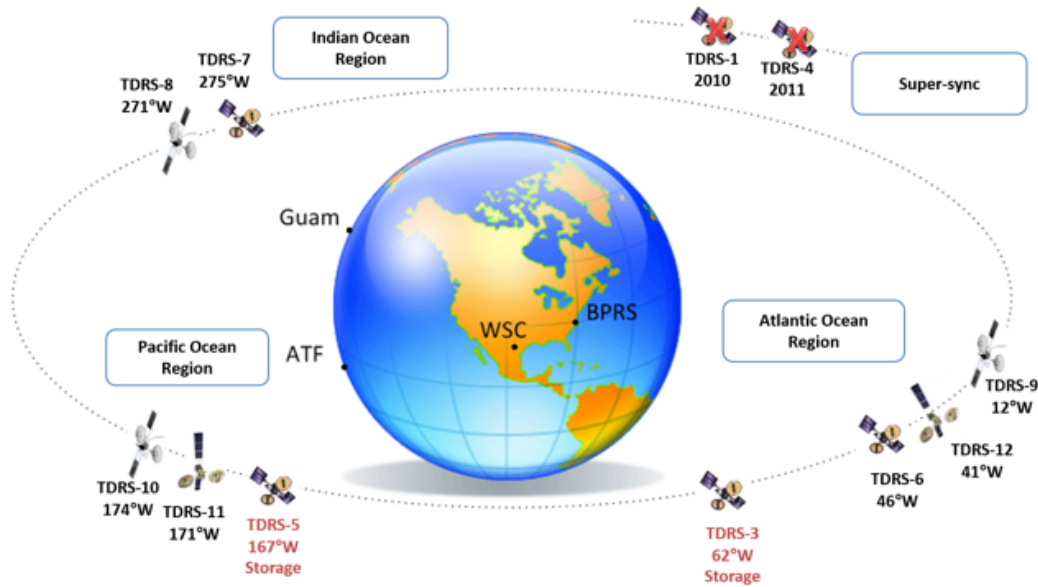 TDRS-8
271°W
TDRS-7
275°W
Indian Ocean
Region
TDRS-1
2010
TDRS-4
2011
Super-sync
Guam
ATF
WSC
BPRS
Pacific Ocean
Region
Atlantic Ocean
Region
TDRS-9
12°W
TDRS-12
41°W
TDRS-6
46°W
TDRS-10
174°W
TDRS-11
171°W
TDRS-5
167°W
Storage
TDRS-3
62°W
Storage